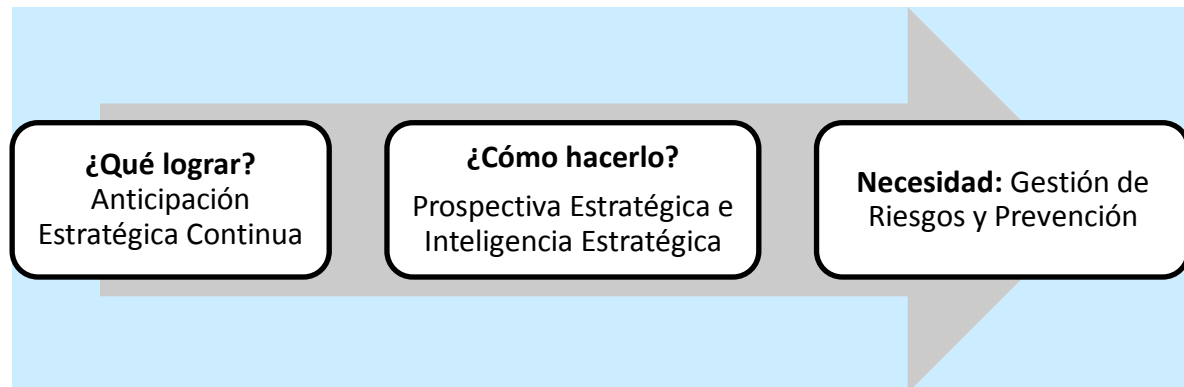 ¿Qué lograr?
Anticipación
Estratégica Continua
¿Cómo hacerlo?
Prospectiva Estratégica e
Inteligencia Estratégica
Necesidad: Gestión de
Riesgos y Prevención